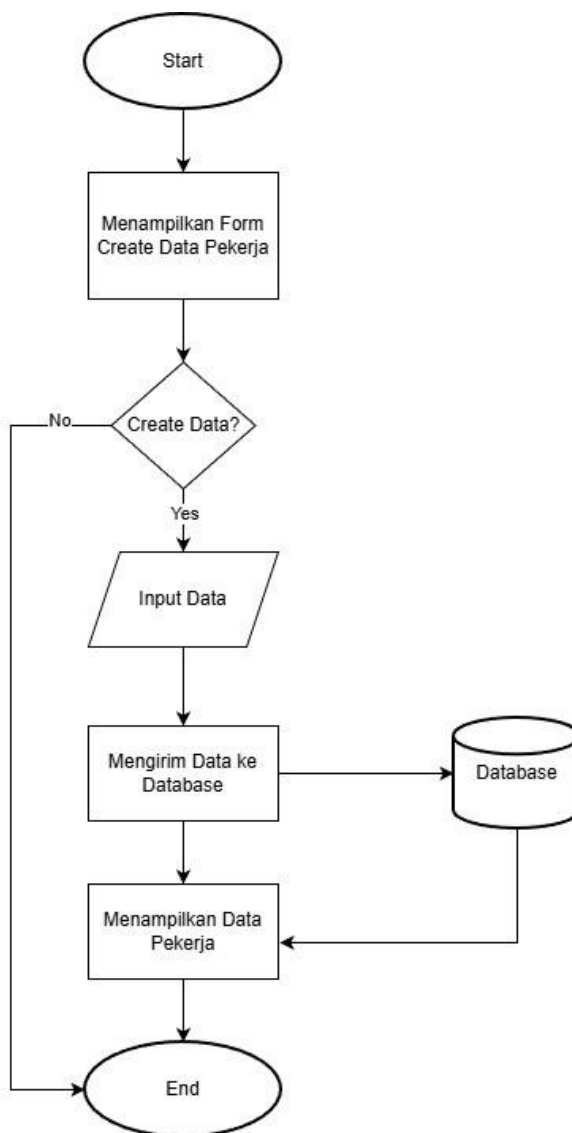 Start
Menampilkan Form
Create Data Pekerja
Create Data?
No
Yes
Input Data
Mengirim Data ke
Database
Database
Menampilkan Data
Pekerja
End